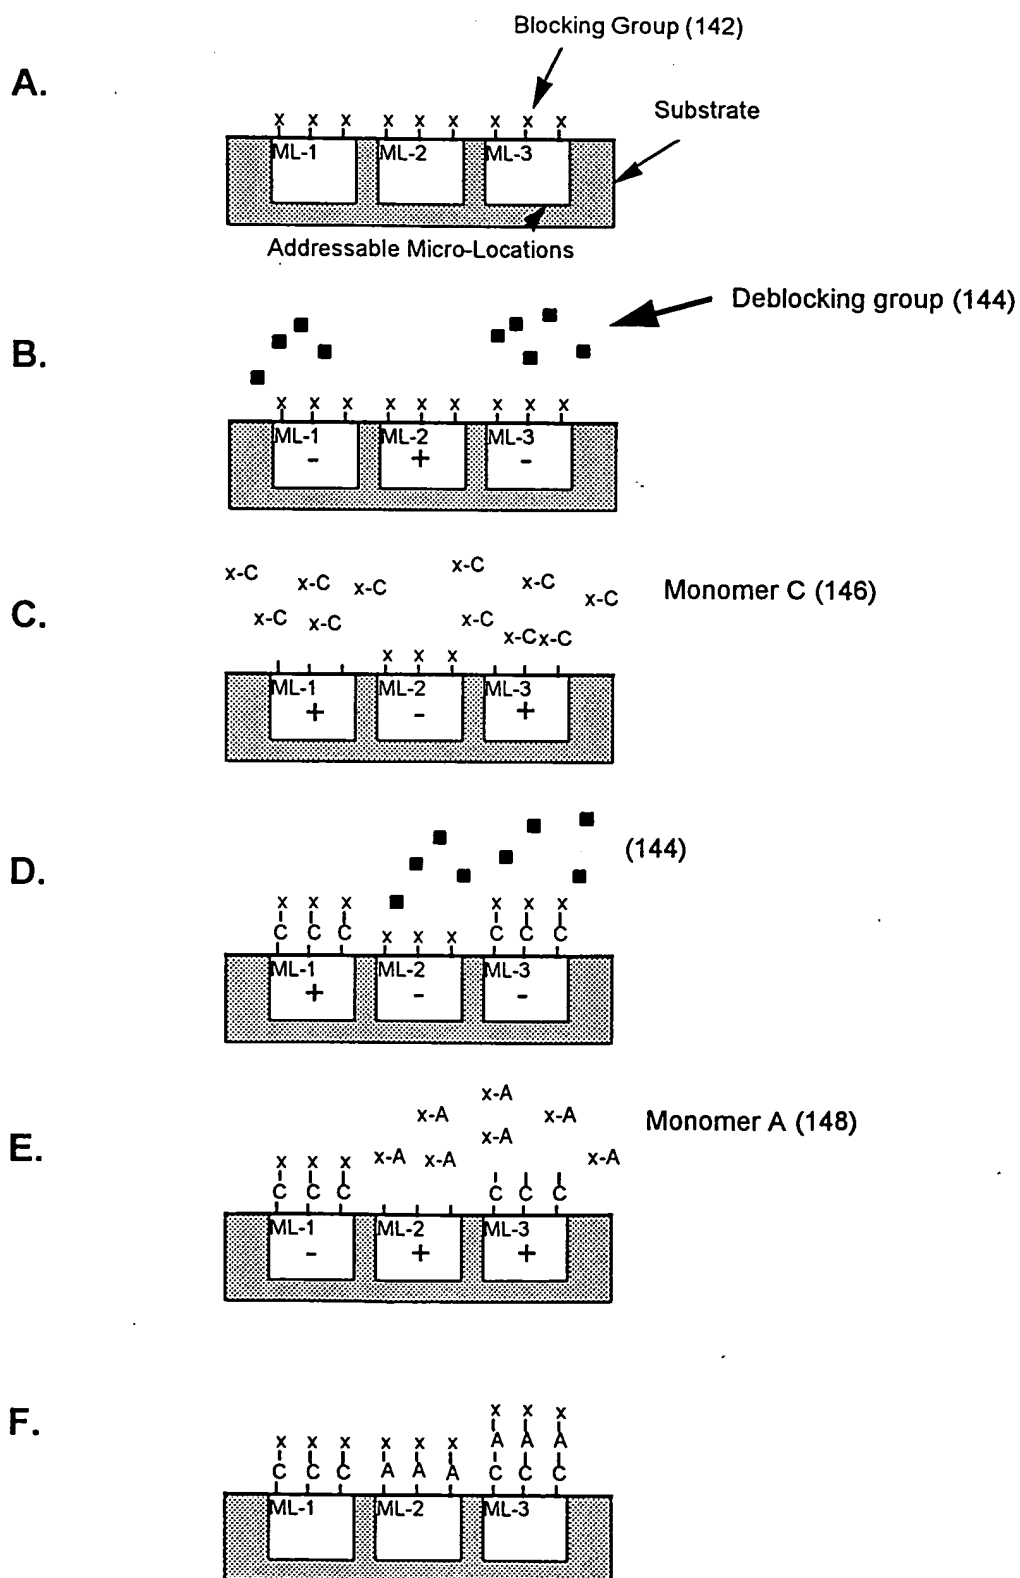 Blocking Group (142)
A.
Substrate
x x x x x x x x x
ML-1 ML-2 ML-3
Addressable Micro-Locations
Deblocking group (144)
B.
x x x x x x x x x
ML-1 ML-2 ML-3
- + -
x-C x-C x-C x-C x-C x-C
Monomer C (146)
C.
x-C x-C x-C x-C x-C
x x x
ML-1 ML-2 ML-3
+ - +
(144)
D.
x x x x x x
C C C x x x C C C
ML-1 ML-2 ML-3
+ - -
x-A
x-A x-A
Monomer A (148)
E.
x-A
x-A x-A x-A
x x x
C C C C C C
ML-1 ML-2 ML-3
- + +
F.
x x x
x x x x x x A A A
C C C A A A C C C
ML-1 ML-2 ML-3